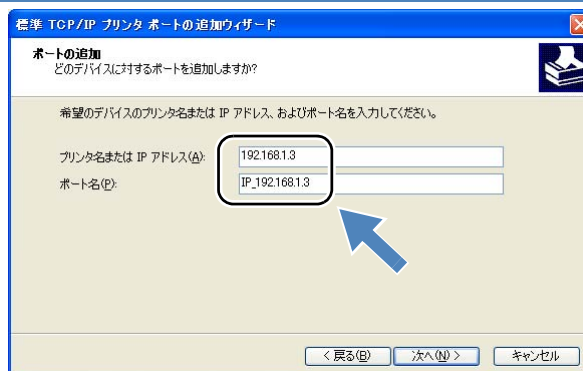 標準 TCP/IP プリンタ ポートの追加ウィザード
ポートの追加
どのデバイスに対するポートを追加しますか?
希望のデバイスのプリンタ名または IP アドレス、およびポート名を入力してください。
プリンタ名または IP アドレス(A): 192.168.1.3
ポート名(P): IP_192.168.1.3
< 戻る(B) 次へ(N) > キャンセル